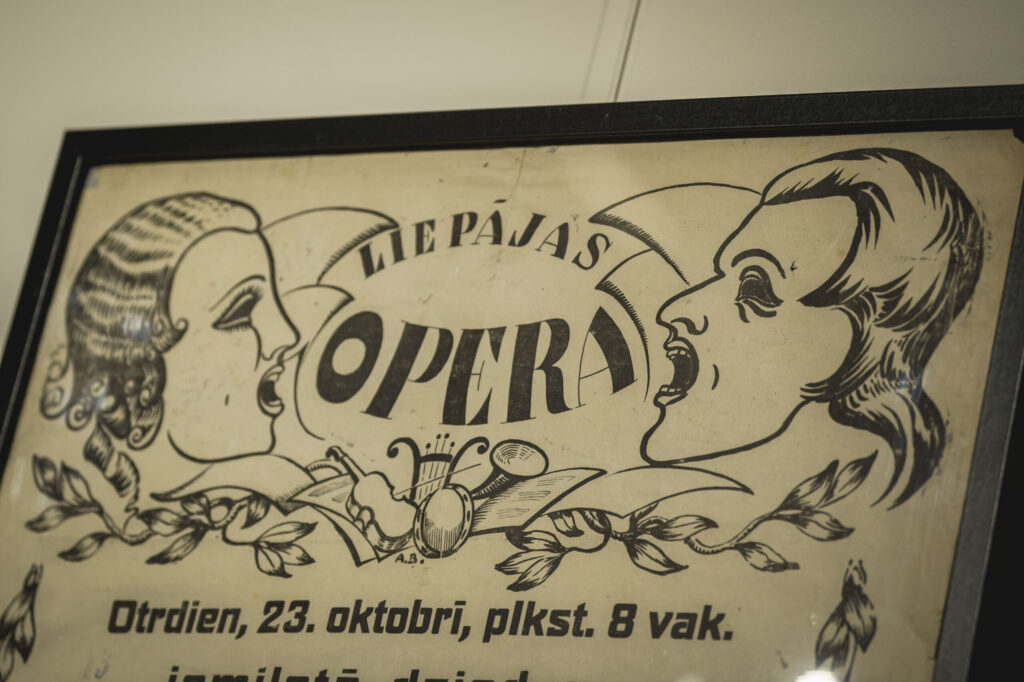 LIEPĀJAS
OPERA
A.B.
Otrdien, 23. oktobrī, plkst. 8 vak.